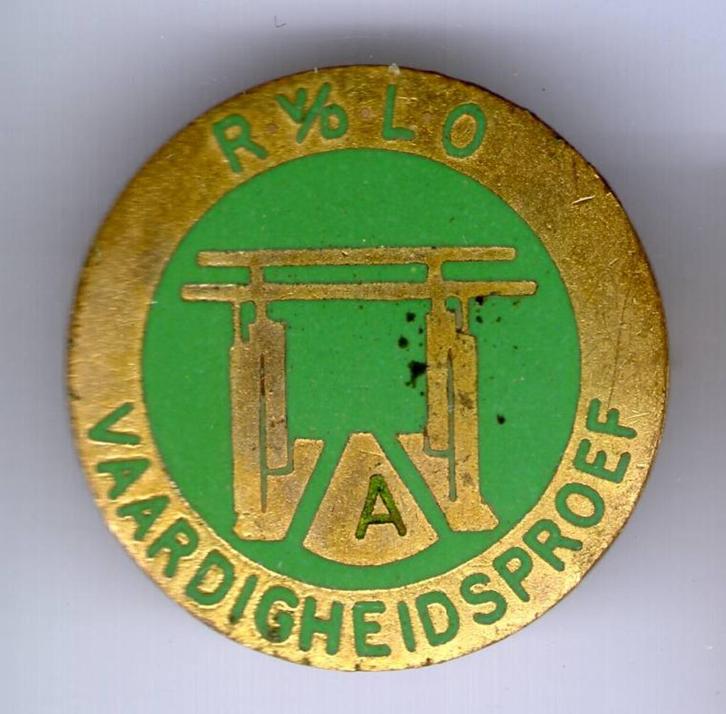 R. V/D. L. O
A
VAARDIGHEIDSPROEF